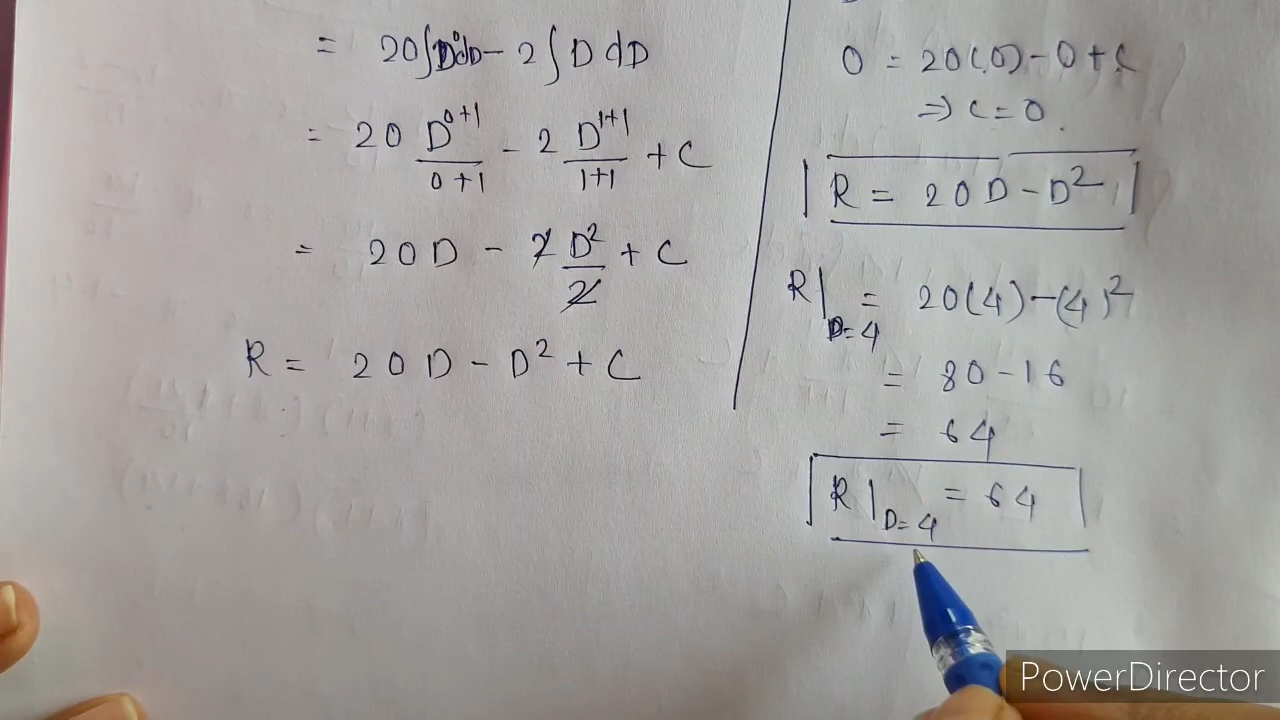 = 20∫D⁰dD - 2∫D dD
= 20 D⁰⁺¹/0+1 - 2 D¹⁺¹/1+1 + C
= 20D - 2 D²/2 + C
R = 20D - D² + C
0 = 20(0) - 0 + C
⇒ C = 0.
R = 20D - D²
R|D=4 = 20(4) - (4)²
= 80 - 16
= 64
R|D=4 = 64
PowerDirector